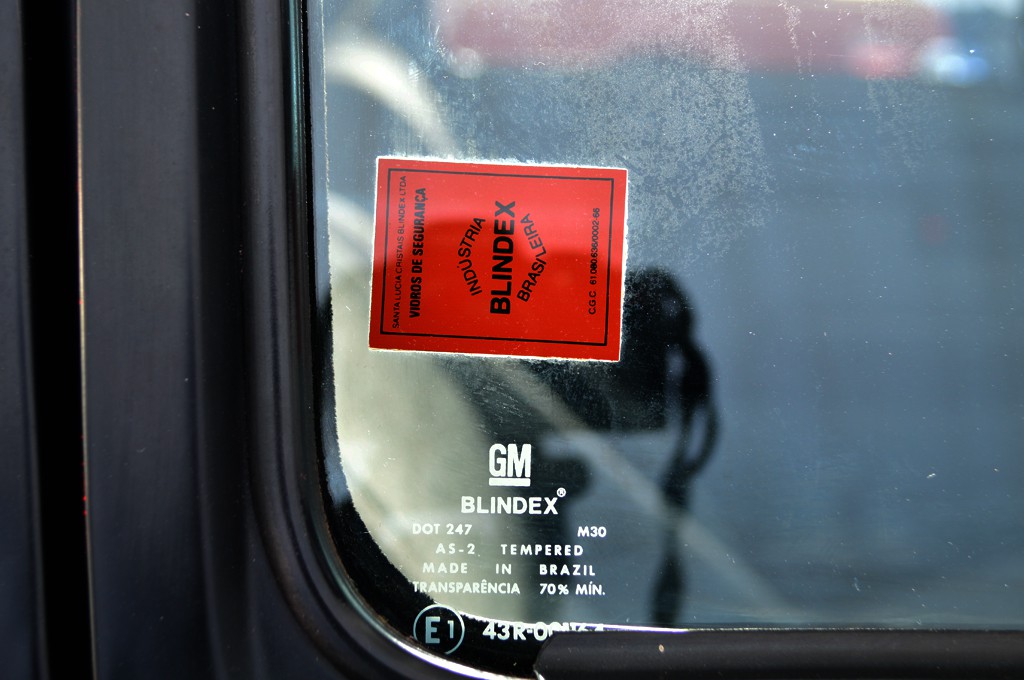 SANTA LUCIA CRISTAIS BLINDEX LTDA
VIDROS DE SEGURANÇA
INDÚSTRIA
BLINDEX
BRASILEIRA
C.G.C. 61.080.636/0002-66
GM
BLINDEX®
DOT 247 M30
AS-2 TEMPERED
MADE IN BRAZIL
TRANSPARÊNCIA 70% MÍN.
E1